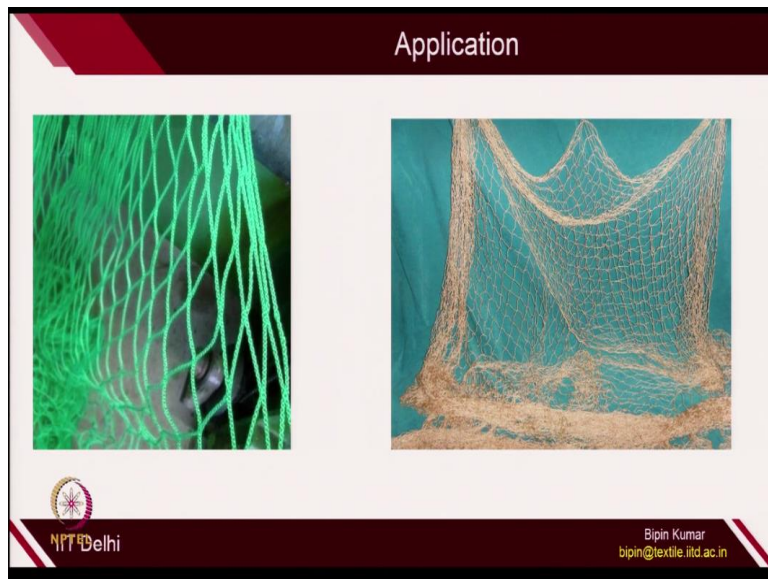 Application
NPTEL
IIT Delhi
Bipin Kumar
bipin@textile.iitd.ac.in